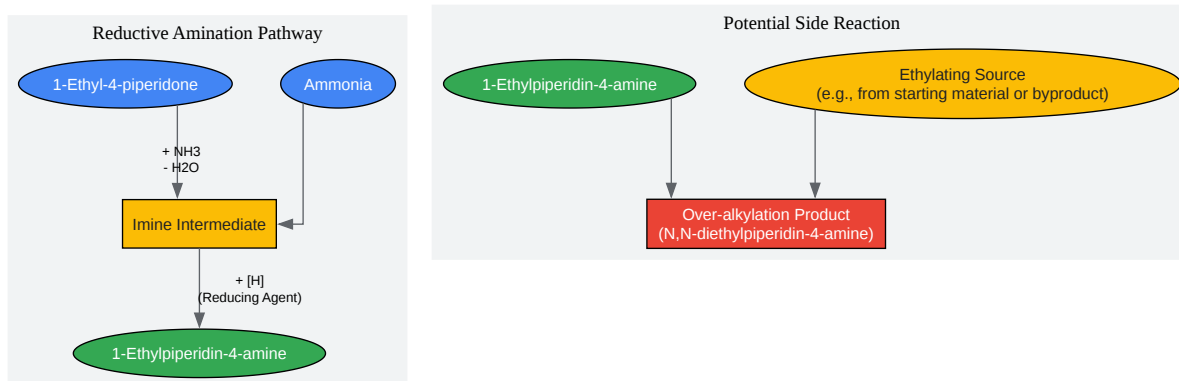 Reductive Amination Pathway
1-Ethyl-4-piperidone
Ammonia
+ NH3
- H2O
Imine Intermediate
+ [H]
(Reducing Agent)
1-Ethylpiperidin-4-amine
Potential Side Reaction
1-Ethylpiperidin-4-amine
Ethylating Source
(e.g., from starting material or byproduct)
Over-alkylation Product
(N,N-diethylpiperidin-4-amine)